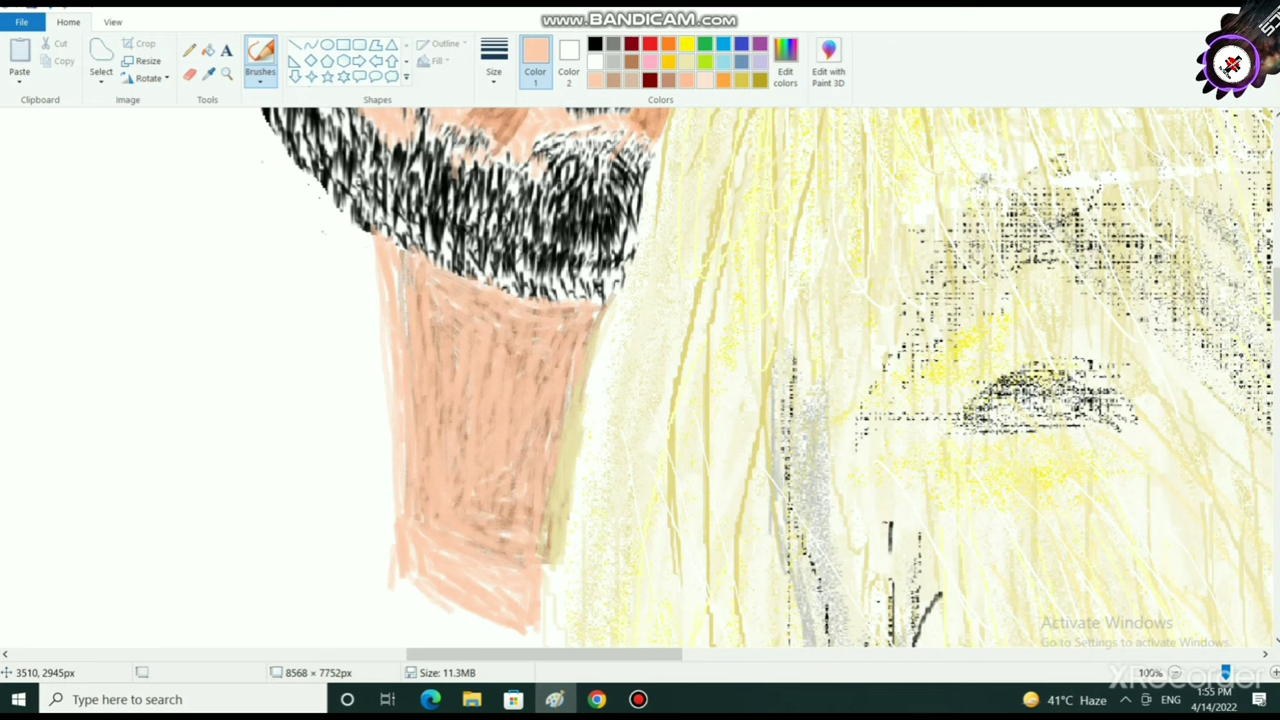 www.BANDICAM.com
File Home View
Paste Cut Copy
Clipboard
Select Crop Resize Rotate
Image
A
Tools
Brushes
Shapes
Outline Fill
Size
Color 1
Color 2
Edit colors
Edit with Paint 3D
Colors
Activate Windows
Go to Settings to activate Windows.
XRecorder
3510, 2945px
8568 × 7752px
Size: 11.3MB
100%
Type here to search
41°C Haze
ENG
1:55 PM
4/14/2022